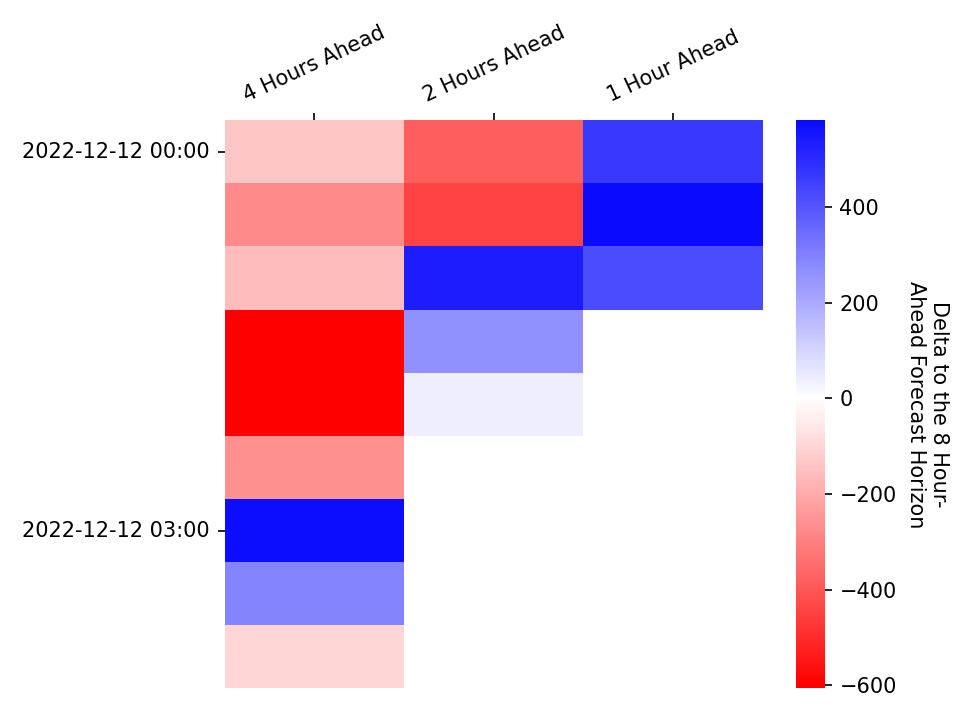 4 Hours Ahead
2 Hours Ahead
1 Hour Ahead
2022-12-12 00:00
2022-12-12 03:00
400
200
0
−200
−400
−600
Delta to the 8 Hour-
Ahead Forecast Horizon